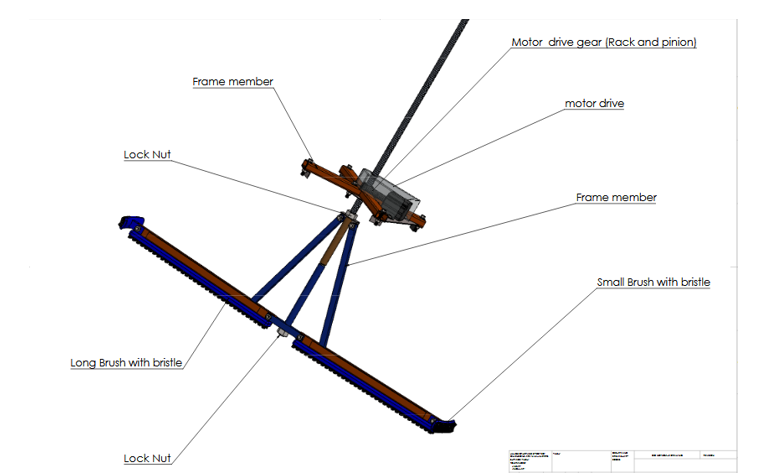 Motor drive gear (Rack and pinion)
Frame member
motor drive
Lock Nut
Frame member
Small Brush with bristle
Long Brush with bristle
Lock Nut